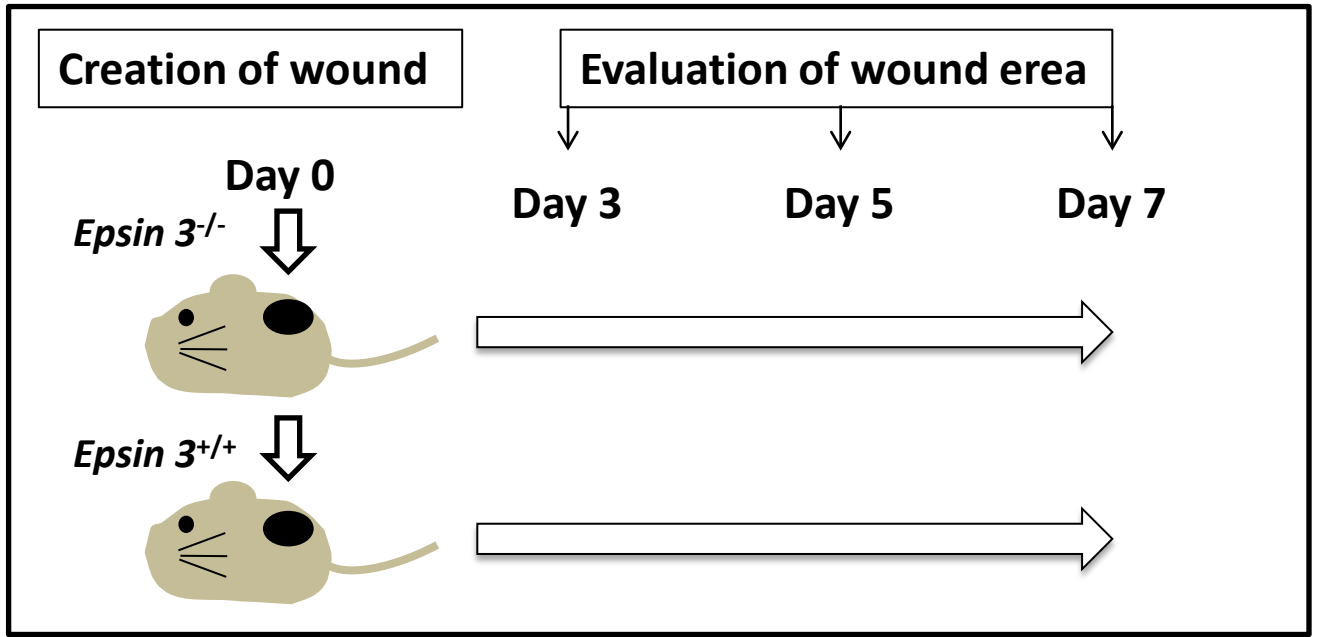 Creation of wound
Evaluation of wound erea
Day 0
Day 3
Day 5
Day 7
Epsin 3-/-
Epsin 3+/+